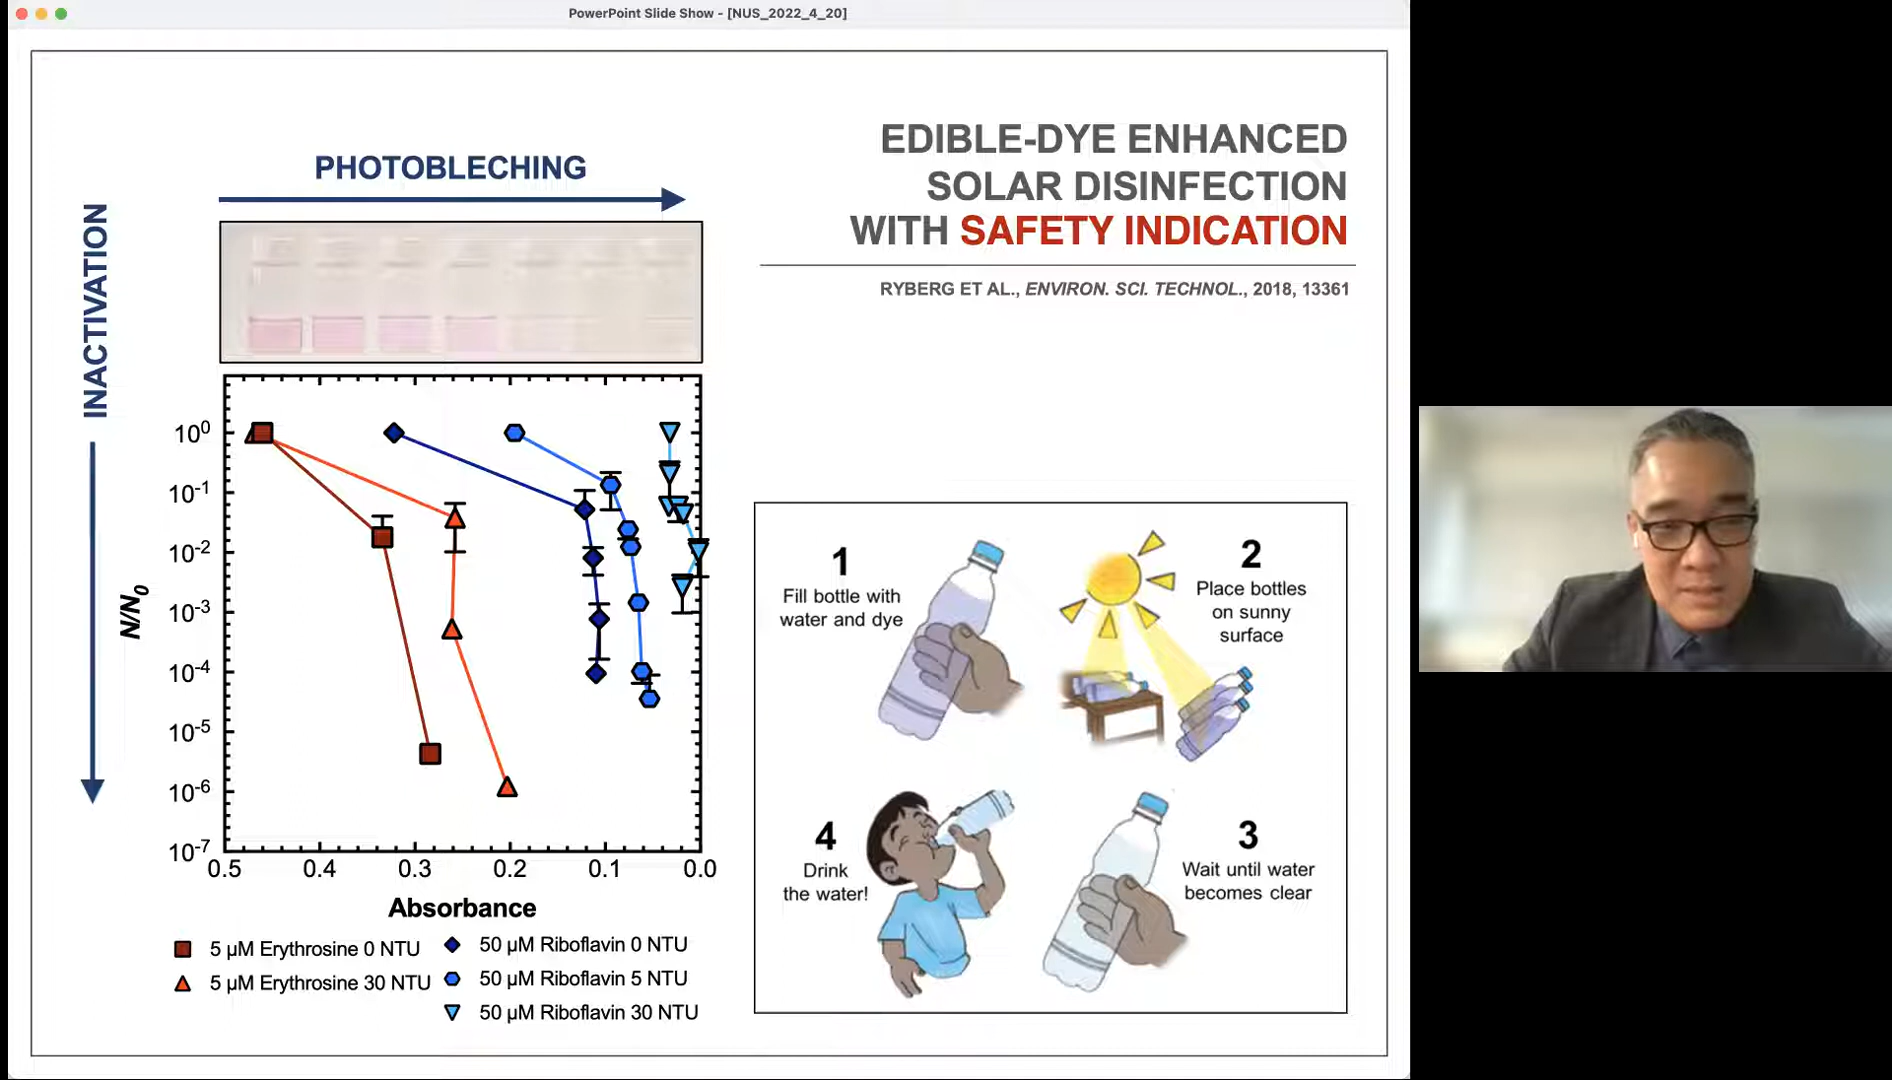 PowerPoint Slide Show - [NUS_2022_4_20]
EDIBLE-DYE ENHANCED
SOLAR DISINFECTION
WITH SAFETY INDICATION
RYBERG ET AL., ENVIRON. SCI. TECHNOL., 2018, 13361
PHOTOBLECHING
INACTIVATION
10^0
10^-1
10^-2
10^-3
10^-4
10^-5
10^-6
10^-7
N/N_0
0.5 0.4 0.3 0.2 0.1 0.0
Absorbance
5 µM Erythrosine 0 NTU
5 µM Erythrosine 30 NTU
50 µM Riboflavin 0 NTU
50 µM Riboflavin 5 NTU
50 µM Riboflavin 30 NTU
1
Fill bottle with
water and dye
2
Place bottles
on sunny
surface
3
Wait until water
becomes clear
4
Drink
the water!